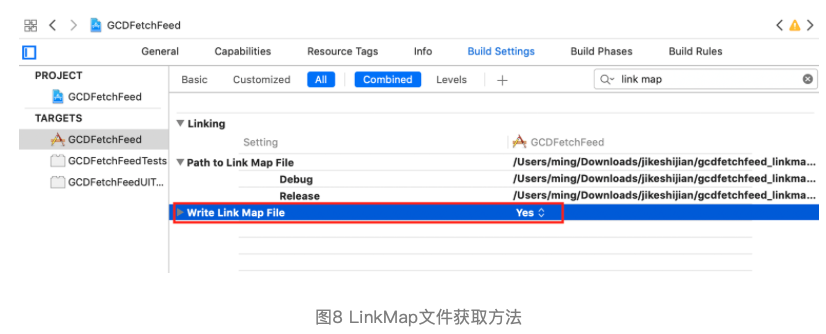 GCDFetchFeed
General Capabilities Resource Tags Info Build Settings Build Phases Build Rules
PROJECT
GCDFetchFeed
TARGETS
GCDFetchFeed
GCDFetchFeedTests
GCDFetchFeedUIT...
Basic Customized All Combined Levels + link map
Linking
Setting GCDFetchFeed
Path to Link Map File /Users/ming/Downloads/jikeshijian/gcdfetchfeed_linkma...
Debug /Users/ming/Downloads/jikeshijian/gcdfetchfeed_linkma...
Release /Users/ming/Downloads/jikeshijian/gcdfetchfeed_linkma...
Write Link Map File Yes
图8 LinkMap文件获取方法